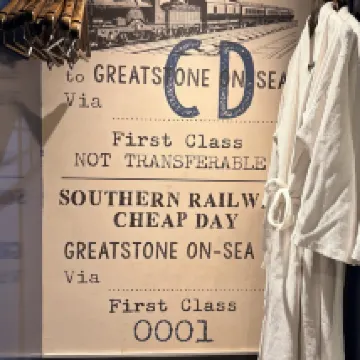 to GREATSTONE ON-SEA
CD
Via
First Class
NOT TRANSFERABLE
SOUTHERN RAILW
CHEAP DAY
GREATSTONE ON-SEA
Via
First Class
0001